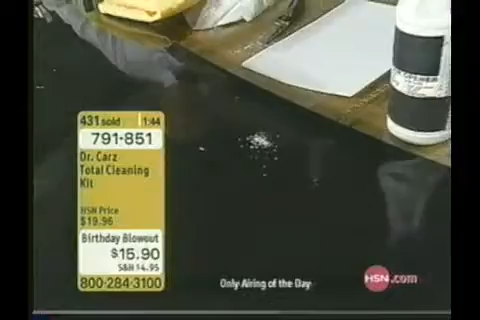 431 sold 1:44
791-851
Dr. Carz
Total Cleaning
Kit
HSN Price
$19.96
Birthday Blowout
$15.90
S&H $4.95
800-284-3100
Only Airing of the Day
HSN.com